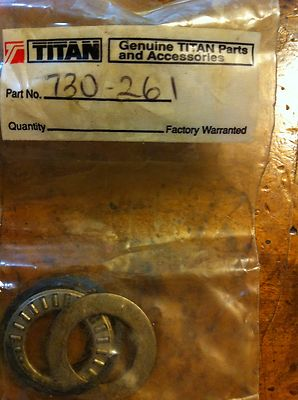 TITAN
Genuine TITAN Parts
and Accessories
Part No. 730-261
Quantity Factory Warranted